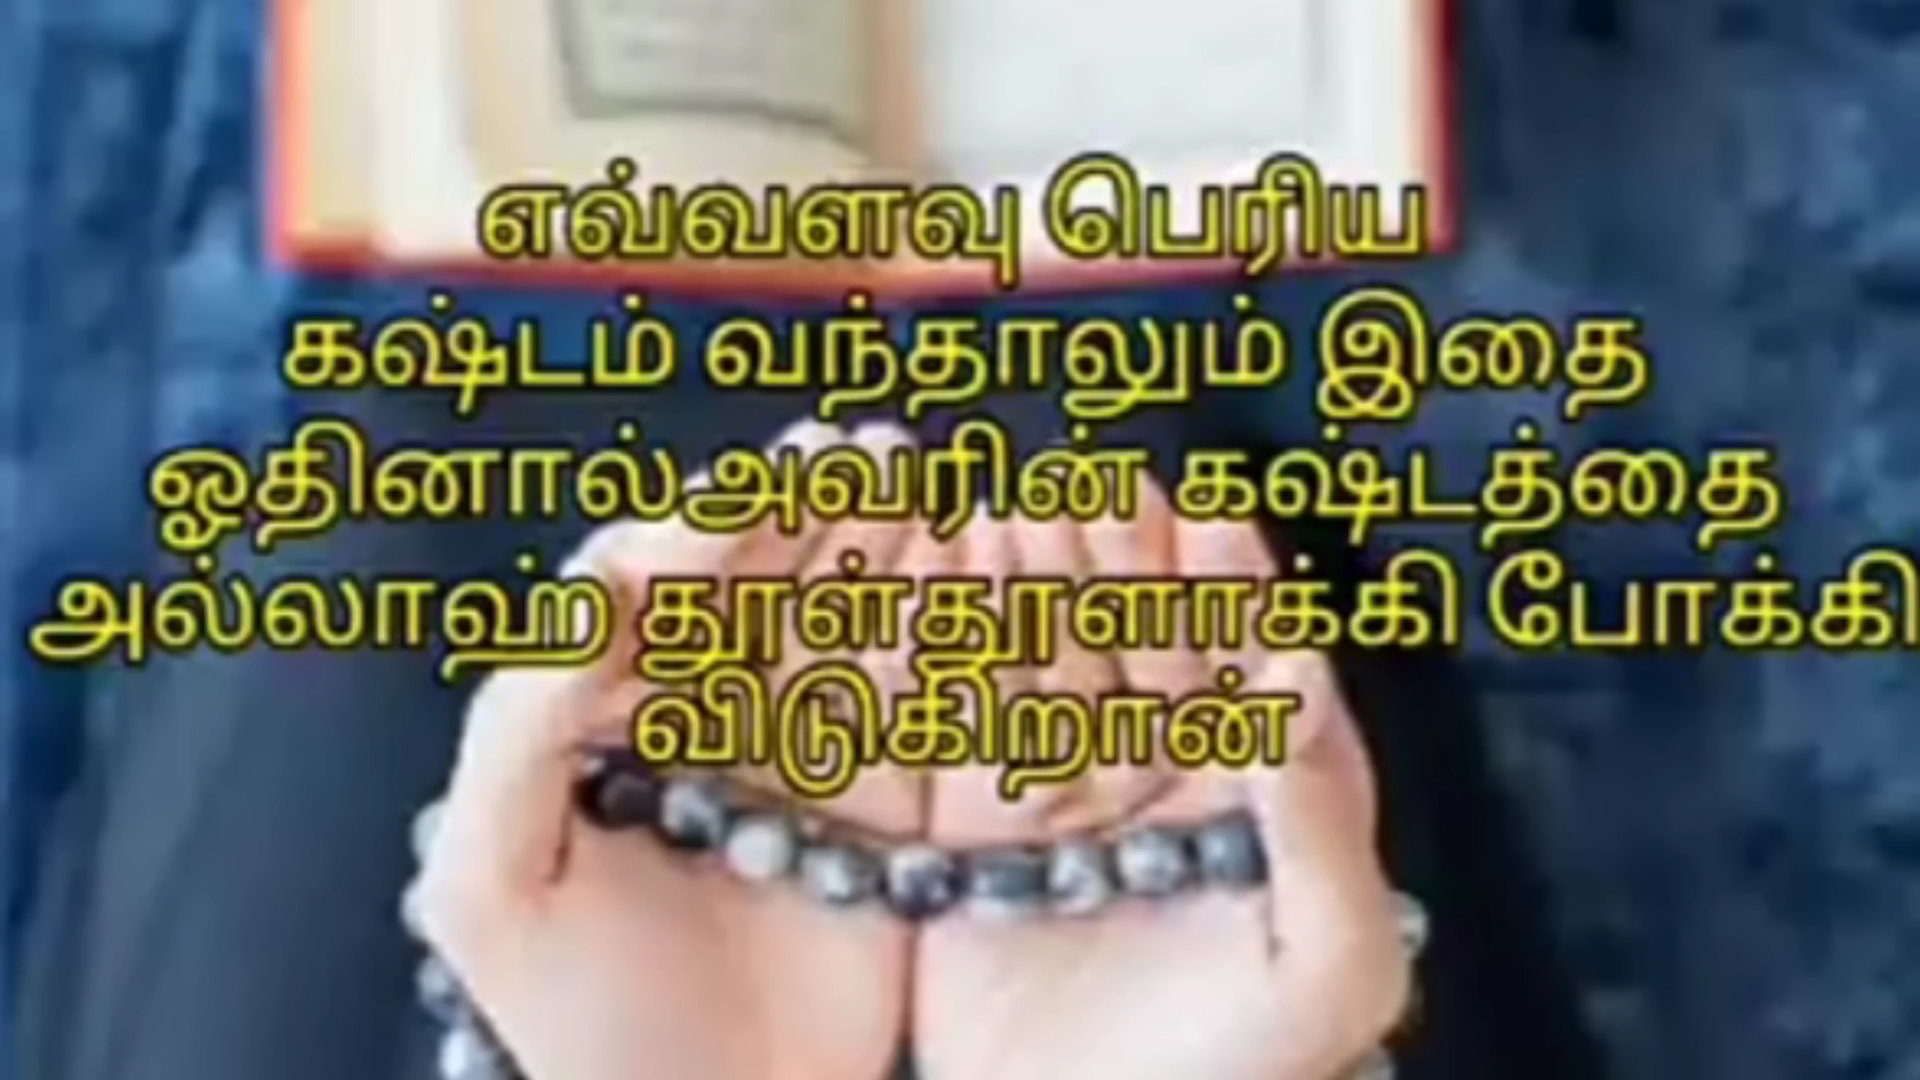 எவ்வளவு பெரிய
கஷ்டம் வந்தாலும் இதை
ஓதினால்அவரின் கஷ்டத்தை
அல்லாஹ் தூள்தூளாக்கி போக்கி
விடுகிறான்